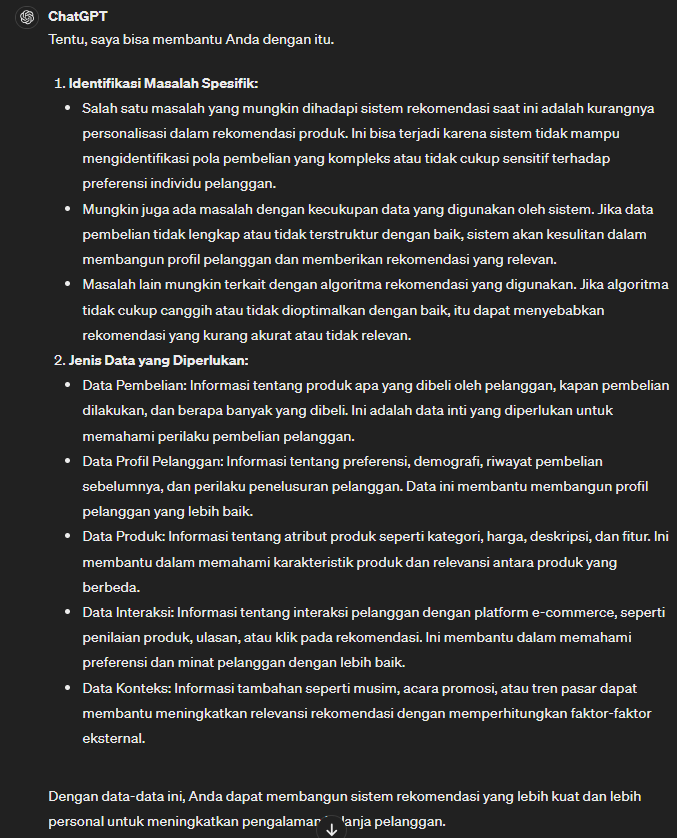 ChatGPT
Tentu, saya bisa membantu Anda dengan itu.
1. Identifikasi Masalah Spesifik:
• Salah satu masalah yang mungkin dihadapi sistem rekomendasi saat ini adalah kurangnya
personalisasi dalam rekomendasi produk. Ini bisa terjadi karena sistem tidak mampu
mengidentifikasi pola pembelian yang kompleks atau tidak cukup sensitif terhadap
preferensi individu pelanggan.
• Mungkin juga ada masalah dengan kecukupan data yang digunakan oleh sistem. Jika data
pembelian tidak lengkap atau tidak terstruktur dengan baik, sistem akan kesulitan dalam
membangun profil pelanggan dan memberikan rekomendasi yang relevan.
• Masalah lain mungkin terkait dengan algoritma rekomendasi yang digunakan. Jika algoritma
tidak cukup canggih atau tidak dioptimalkan dengan baik, itu dapat menyebabkan
rekomendasi yang kurang akurat atau tidak relevan.
2. Jenis Data yang Diperlukan:
• Data Pembelian: Informasi tentang produk apa yang dibeli oleh pelanggan, kapan pembelian
dilakukan, dan berapa banyak yang dibeli. Ini adalah data inti yang diperlukan untuk
memahami perilaku pembelian pelanggan.
• Data Profil Pelanggan: Informasi tentang preferensi, demografi, riwayat pembelian
sebelumnya, dan perilaku penelusuran pelanggan. Data ini membantu membangun profil
pelanggan yang lebih baik.
• Data Produk: Informasi tentang atribut produk seperti kategori, harga, deskripsi, dan fitur. Ini
membantu dalam memahami karakteristik produk dan relevansi antara produk yang
berbeda.
• Data Interaksi: Informasi tentang interaksi pelanggan dengan platform e-commerce, seperti
penilaian produk, ulasan, atau klik pada rekomendasi. Ini membantu dalam memahami
preferensi dan minat pelanggan dengan lebih baik.
• Data Konteks: Informasi tambahan seperti musim, acara promosi, atau tren pasar dapat
membantu meningkatkan relevansi rekomendasi dengan memperhitungkan faktor-faktor
eksternal.
Dengan data-data ini, Anda dapat membangun sistem rekomendasi yang lebih kuat dan lebih
personal untuk meningkatkan pengalaman lanja pelanggan.